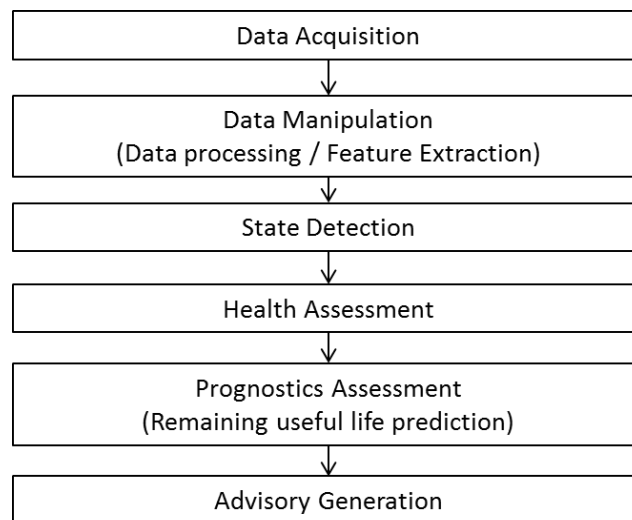 Data Acquisition
Data Manipulation
(Data processing / Feature Extraction)
State Detection
Health Assessment
Prognostics Assessment
(Remaining useful life prediction)
Advisory Generation